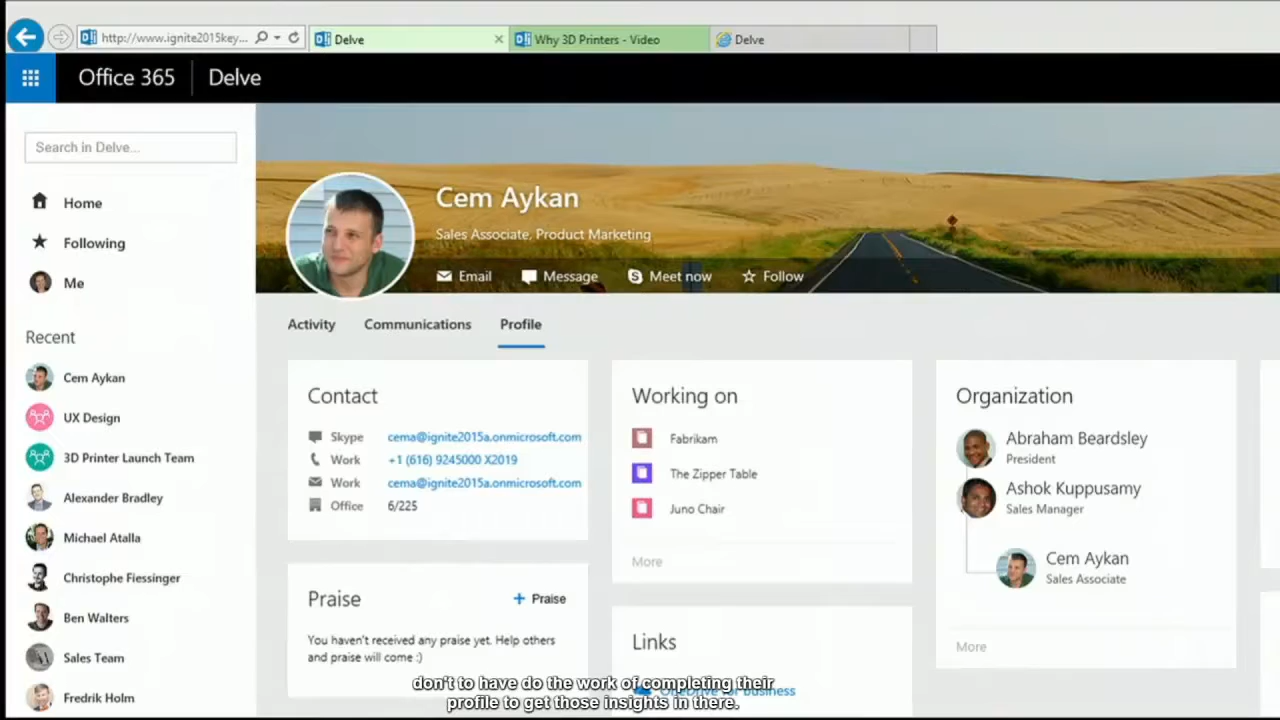 http://www.ignite2015key...
Delve
Why 3D Printers - Video
Delve
Office 365
Delve
Search in Delve...
Home
Following
Me
Recent
Cem Aykan
UX Design
3D Printer Launch Team
Alexander Bradley
Michael Atalla
Christophe Fiessinger
Ben Walters
Sales Team
Fredrik Holm
Cem Aykan
Sales Associate, Product Marketing
Email Message Meet now Follow
Activity Communications Profile
Contact
Skype cema@ignite2015a.onmicrosoft.com
Work +1 (616) 9245000 X2019
Work cema@ignite2015a.onmicrosoft.com
Office 6/225
Praise
+ Praise
You haven't received any praise yet. Help others
and praise will come :)
Working on
Fabrikam
The Zipper Table
Juno Chair
More
Links
OneDrive for Business
Organization
Abraham Beardsley
President
Ashok Kuppusamy
Sales Manager
Cem Aykan
Sales Associate
More
don't to have do the work of completing their
profile to get those insights in there.